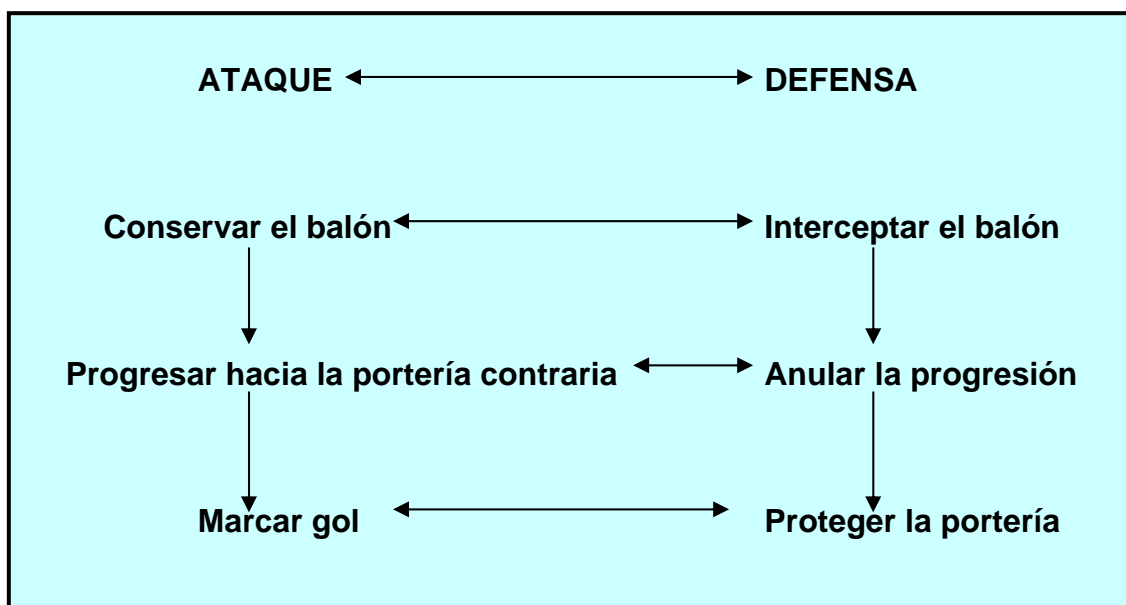 ATAQUE DEFENSA
Conservar el balón Interceptar el balón
Progresar hacia la portería contraria Anular la progresión
Marcar gol Proteger la portería